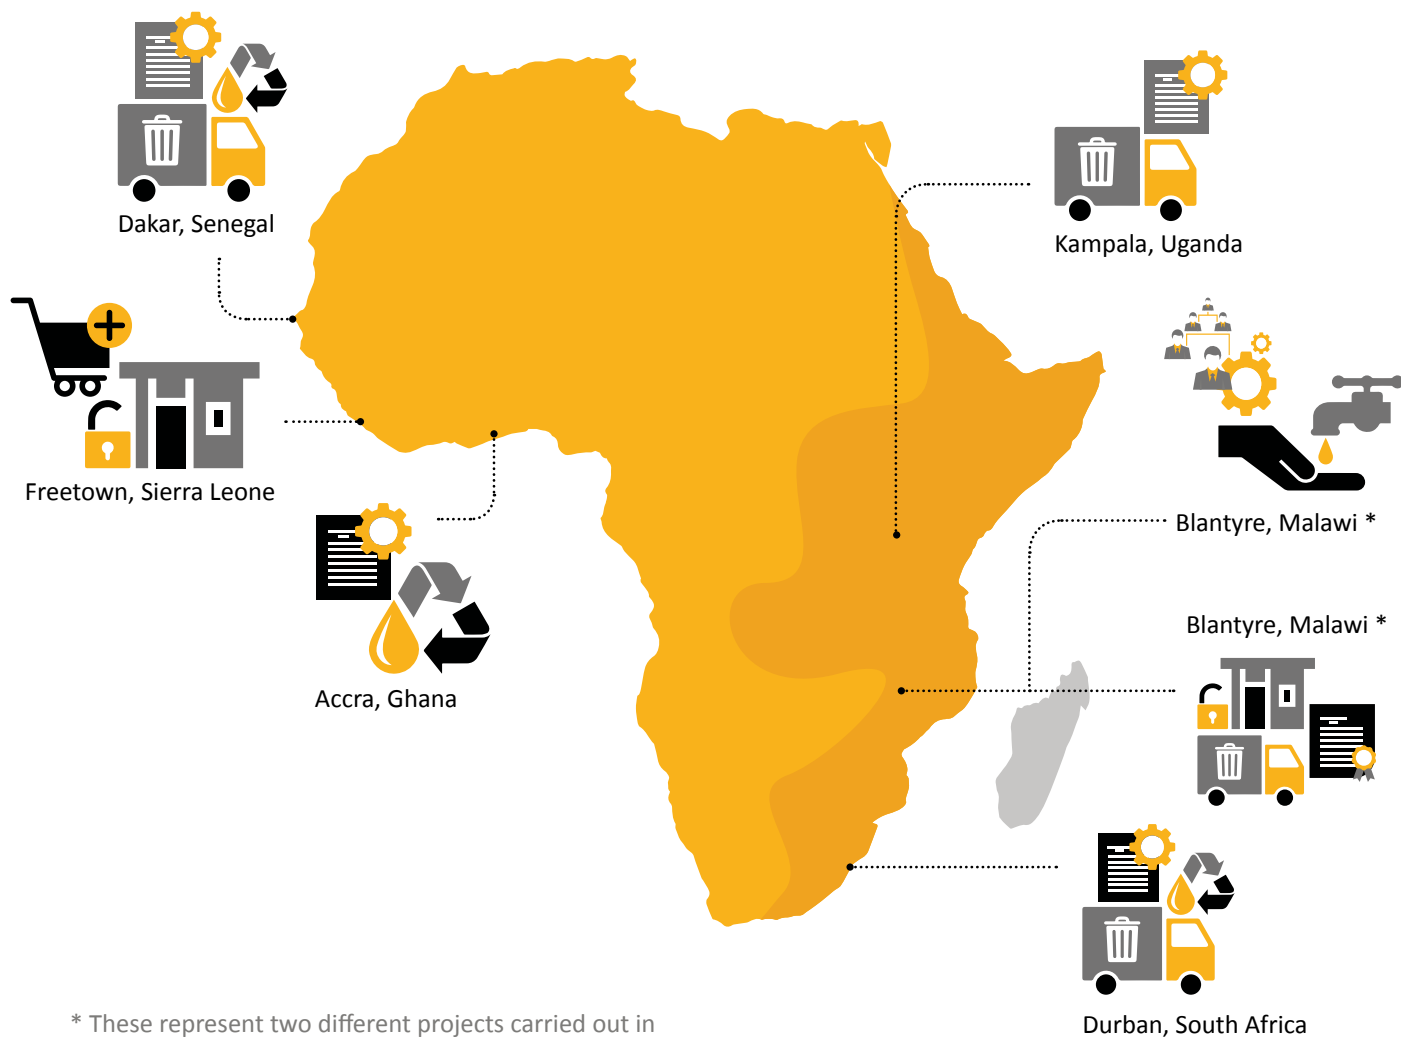 Dakar, Senegal
Kampala, Uganda
Freetown, Sierra Leone
Blantyre, Malawi *
Blantyre, Malawi *
Accra, Ghana
Durban, South Africa
* These represent two different projects carried out in